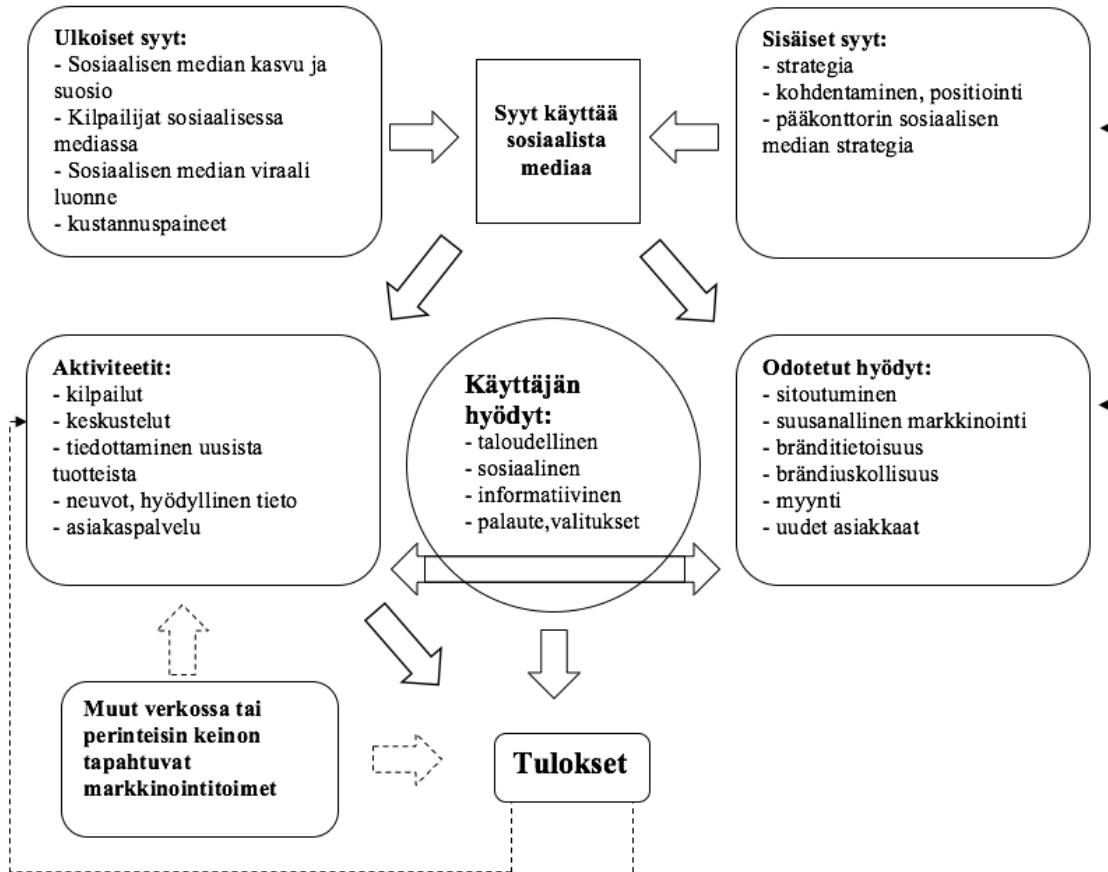 Ulkoiset syyt:
- Sosiaalisen median kasvu ja
suosio
- Kilpailijat sosiaalisessa
mediassa
- Sosiaalisen median viraali
luonne
- kustannuspaineet
Syyt käyttää
sosiaalista
mediaa
Sisäiset syyt:
- strategia
- kohdentaminen, positiointi
- pääkonttorin sosiaalisen
median strategia
Aktiviteetit:
- kilpailut
- keskustelut
- tiedottaminen uusista
tuotteista
- neuvot, hyödyllinen tieto
- asiakaspalvelu
Käyttäjän
hyödyt:
- taloudellinen
- sosiaalinen
- informatiivinen
- palaute,valitukset
Odotetut hyödyt:
- sitoutuminen
- suusanallinen markkinointi
- bränditietoisuus
- brändiuskollisuus
- myynti
- uudet asiakkaat
Muut verkossa tai
perinteisin keinon
tapahtuvat
markkinointitoimet
Tulokset